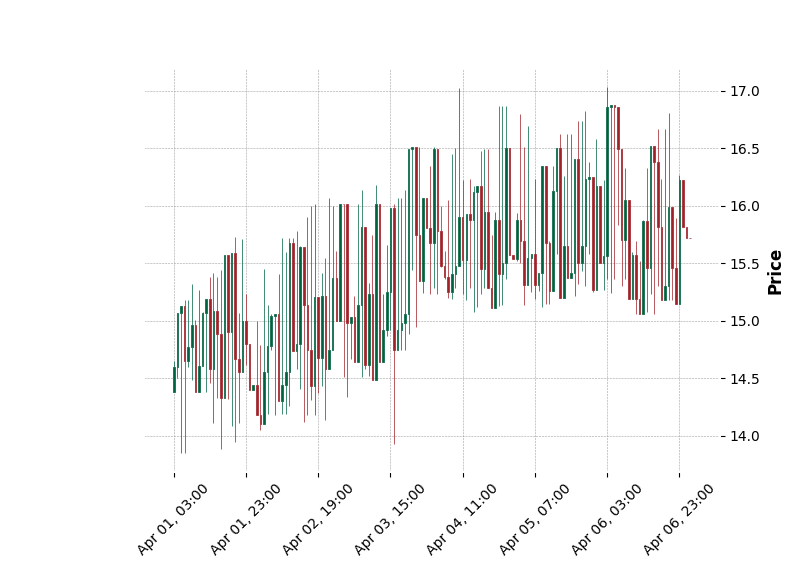 17.0
16.5
16.0
15.5
15.0
14.5
14.0
Price
Apr 01, 03:00
Apr 01, 23:00
Apr 02, 19:00
Apr 03, 15:00
Apr 04, 11:00
Apr 05, 07:00
Apr 06, 03:00
Apr 06, 23:00